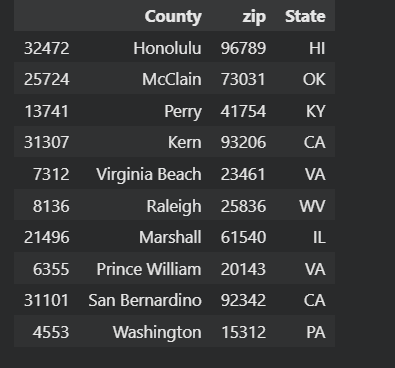 County zip State
32472 Honolulu 96789 HI
25724 McClain 73031 OK
13741 Perry 41754 KY
31307 Kern 93206 CA
7312 Virginia Beach 23461 VA
8136 Raleigh 25836 WV
21496 Marshall 61540 IL
6355 Prince William 20143 VA
31101 San Bernardino 92342 CA
4553 Washington 15312 PA